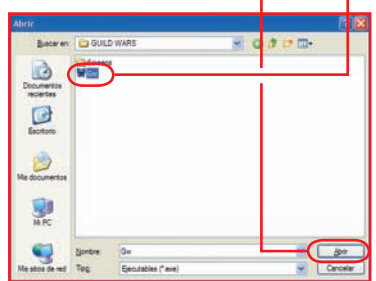 Abrir
Buscar en:
GUILD WARS
Gw
Documentos
recientes
Escritorio
Mis documentos
Mi PC
Mis sitios de red
Nombre:
Gw
Tipo:
Ejecutables (*.exe)
Abrir
Cancelar